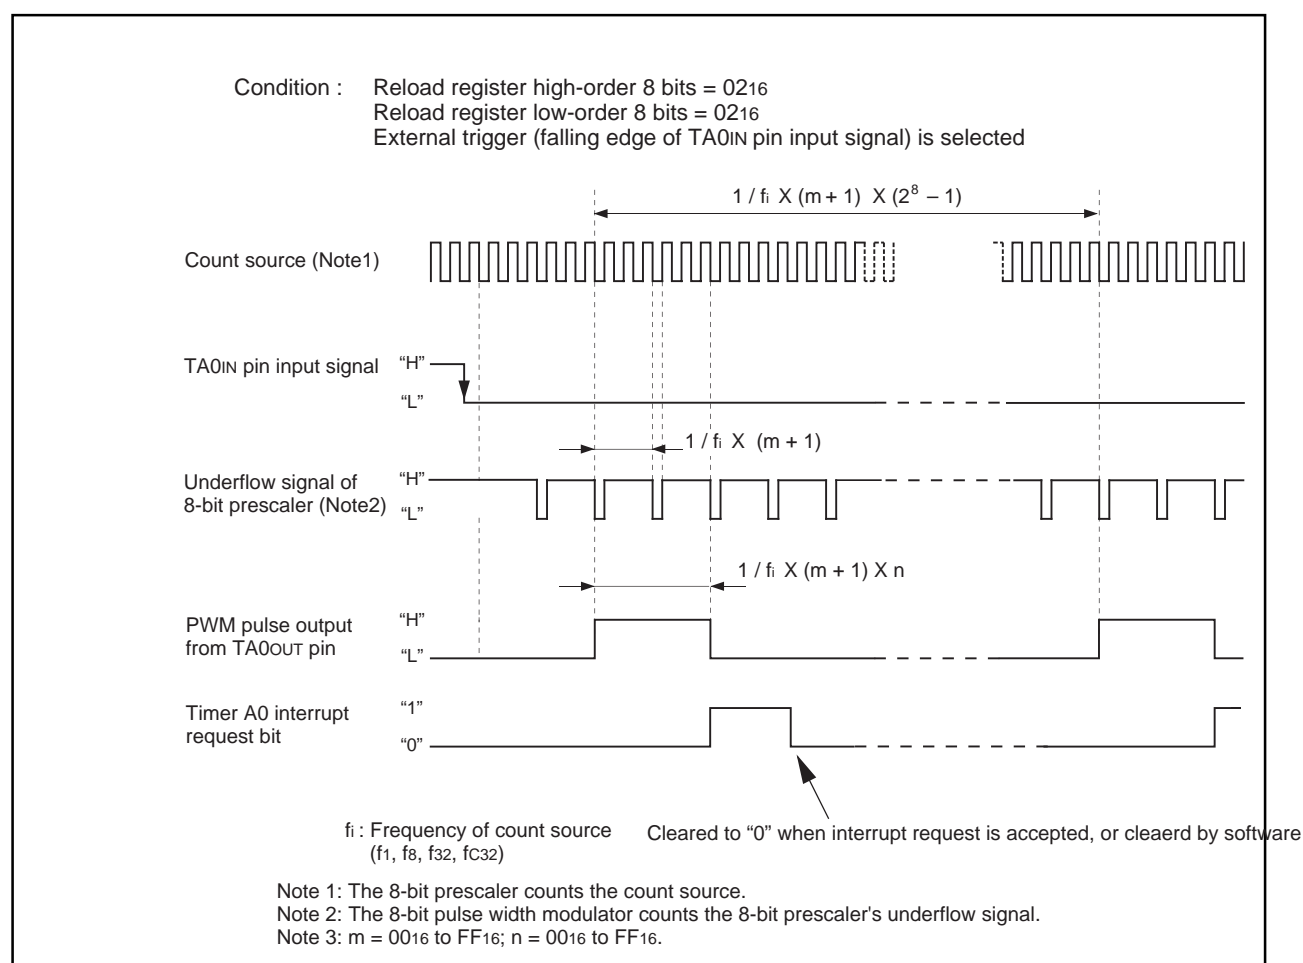 Condition : Reload register high-order 8 bits = 0216
Reload register low-order 8 bits = 0216
External trigger (falling edge of TA0IN pin input signal) is selected
1 / fi X (m + 1) X (2^8 – 1)
Count source (Note1)
TA0IN pin input signal
“H”
“L”
1 / fi X (m + 1)
Underflow signal of
8-bit prescaler (Note2)
“H”
“L”
1 / fi X (m + 1) X n
PWM pulse output
from TA0OUT pin
“H”
“L”
Timer A0 interrupt
request bit
“1”
“0”
fi : Frequency of count source
(f1, f8, f32, fC32)
Cleared to “0” when interrupt request is accepted, or cleaerd by software
Note 1: The 8-bit prescaler counts the count source.
Note 2: The 8-bit pulse width modulator counts the 8-bit prescaler's underflow signal.
Note 3: m = 0016 to FF16; n = 0016 to FF16.